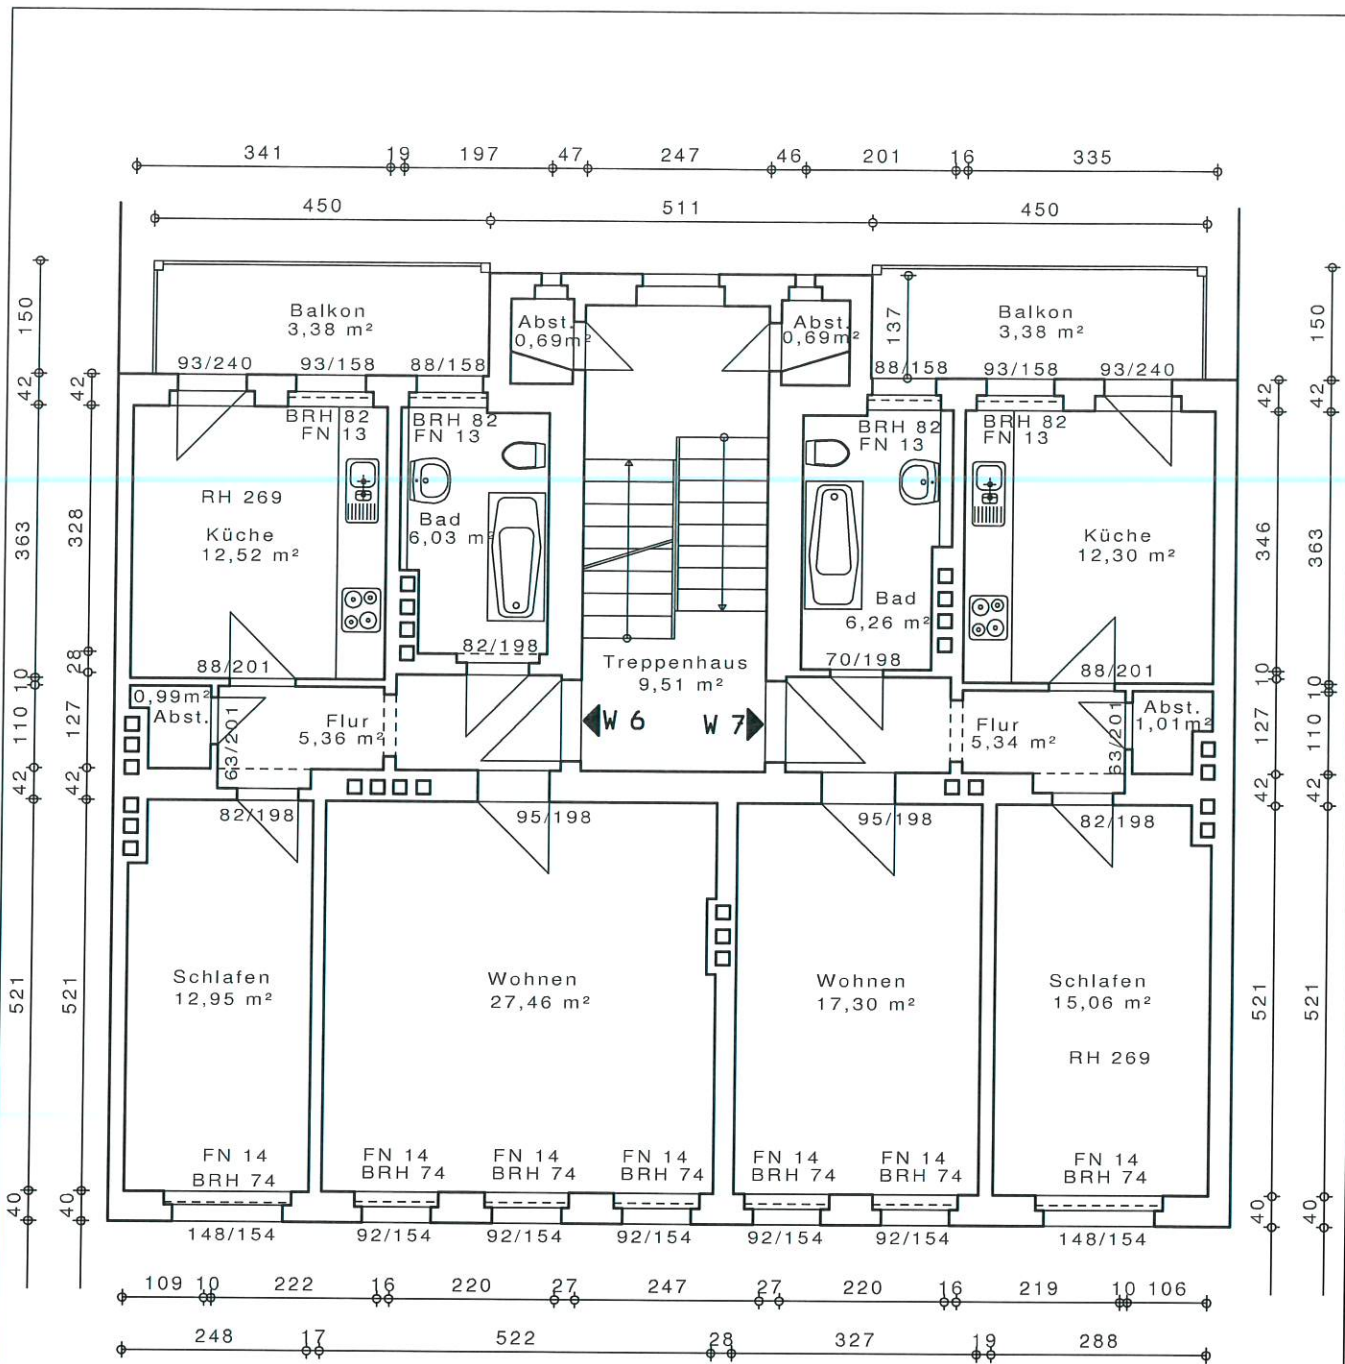 341 19 197 47 247 46 201 16 335
450 511 450
150 42 363 10 110 42 521 40
42 328 28 127 42 521 40
Balkon
3,38 m²
93/240 93/158 88/158
BRH 82
FN 13
BRH 82
FN 13
Abst.
0,69m²
Abst.
0,69m²
137
Balkon
3,38 m²
88/158 93/158 93/240
BRH 82
FN 13
BRH 82
FN 13
RH 269
Küche
12,52 m²
Bad
6,03 m²
Küche
12,30 m²
Bad
6,26 m²
88/201
82/198
Treppenhaus
9,51 m²
70/198
88/201
0,99m²
Abst.
63/201
Flur
5,36 m²
W 6
W 7
Flur
5,34 m²
63/201
Abst.
1,01m²
82/198
95/198
95/198
82/198
Schlafen
12,95 m²
Wohnen
27,46 m²
Wohnen
17,30 m²
Schlafen
15,06 m²
RH 269
FN 14
BRH 74
FN 14
BRH 74
FN 14
BRH 74
FN 14
BRH 74
FN 14
BRH 74
FN 14
BRH 74
FN 14
BRH 74
148/154 92/154 92/154 92/154 92/154 92/154 148/154
42 346 10 127 42 521 40
150 42 363 10 110 42 521 40
109 10 222 16 220 27 247 27 220 16 219 10 106
248 17 522 28 327 19 288